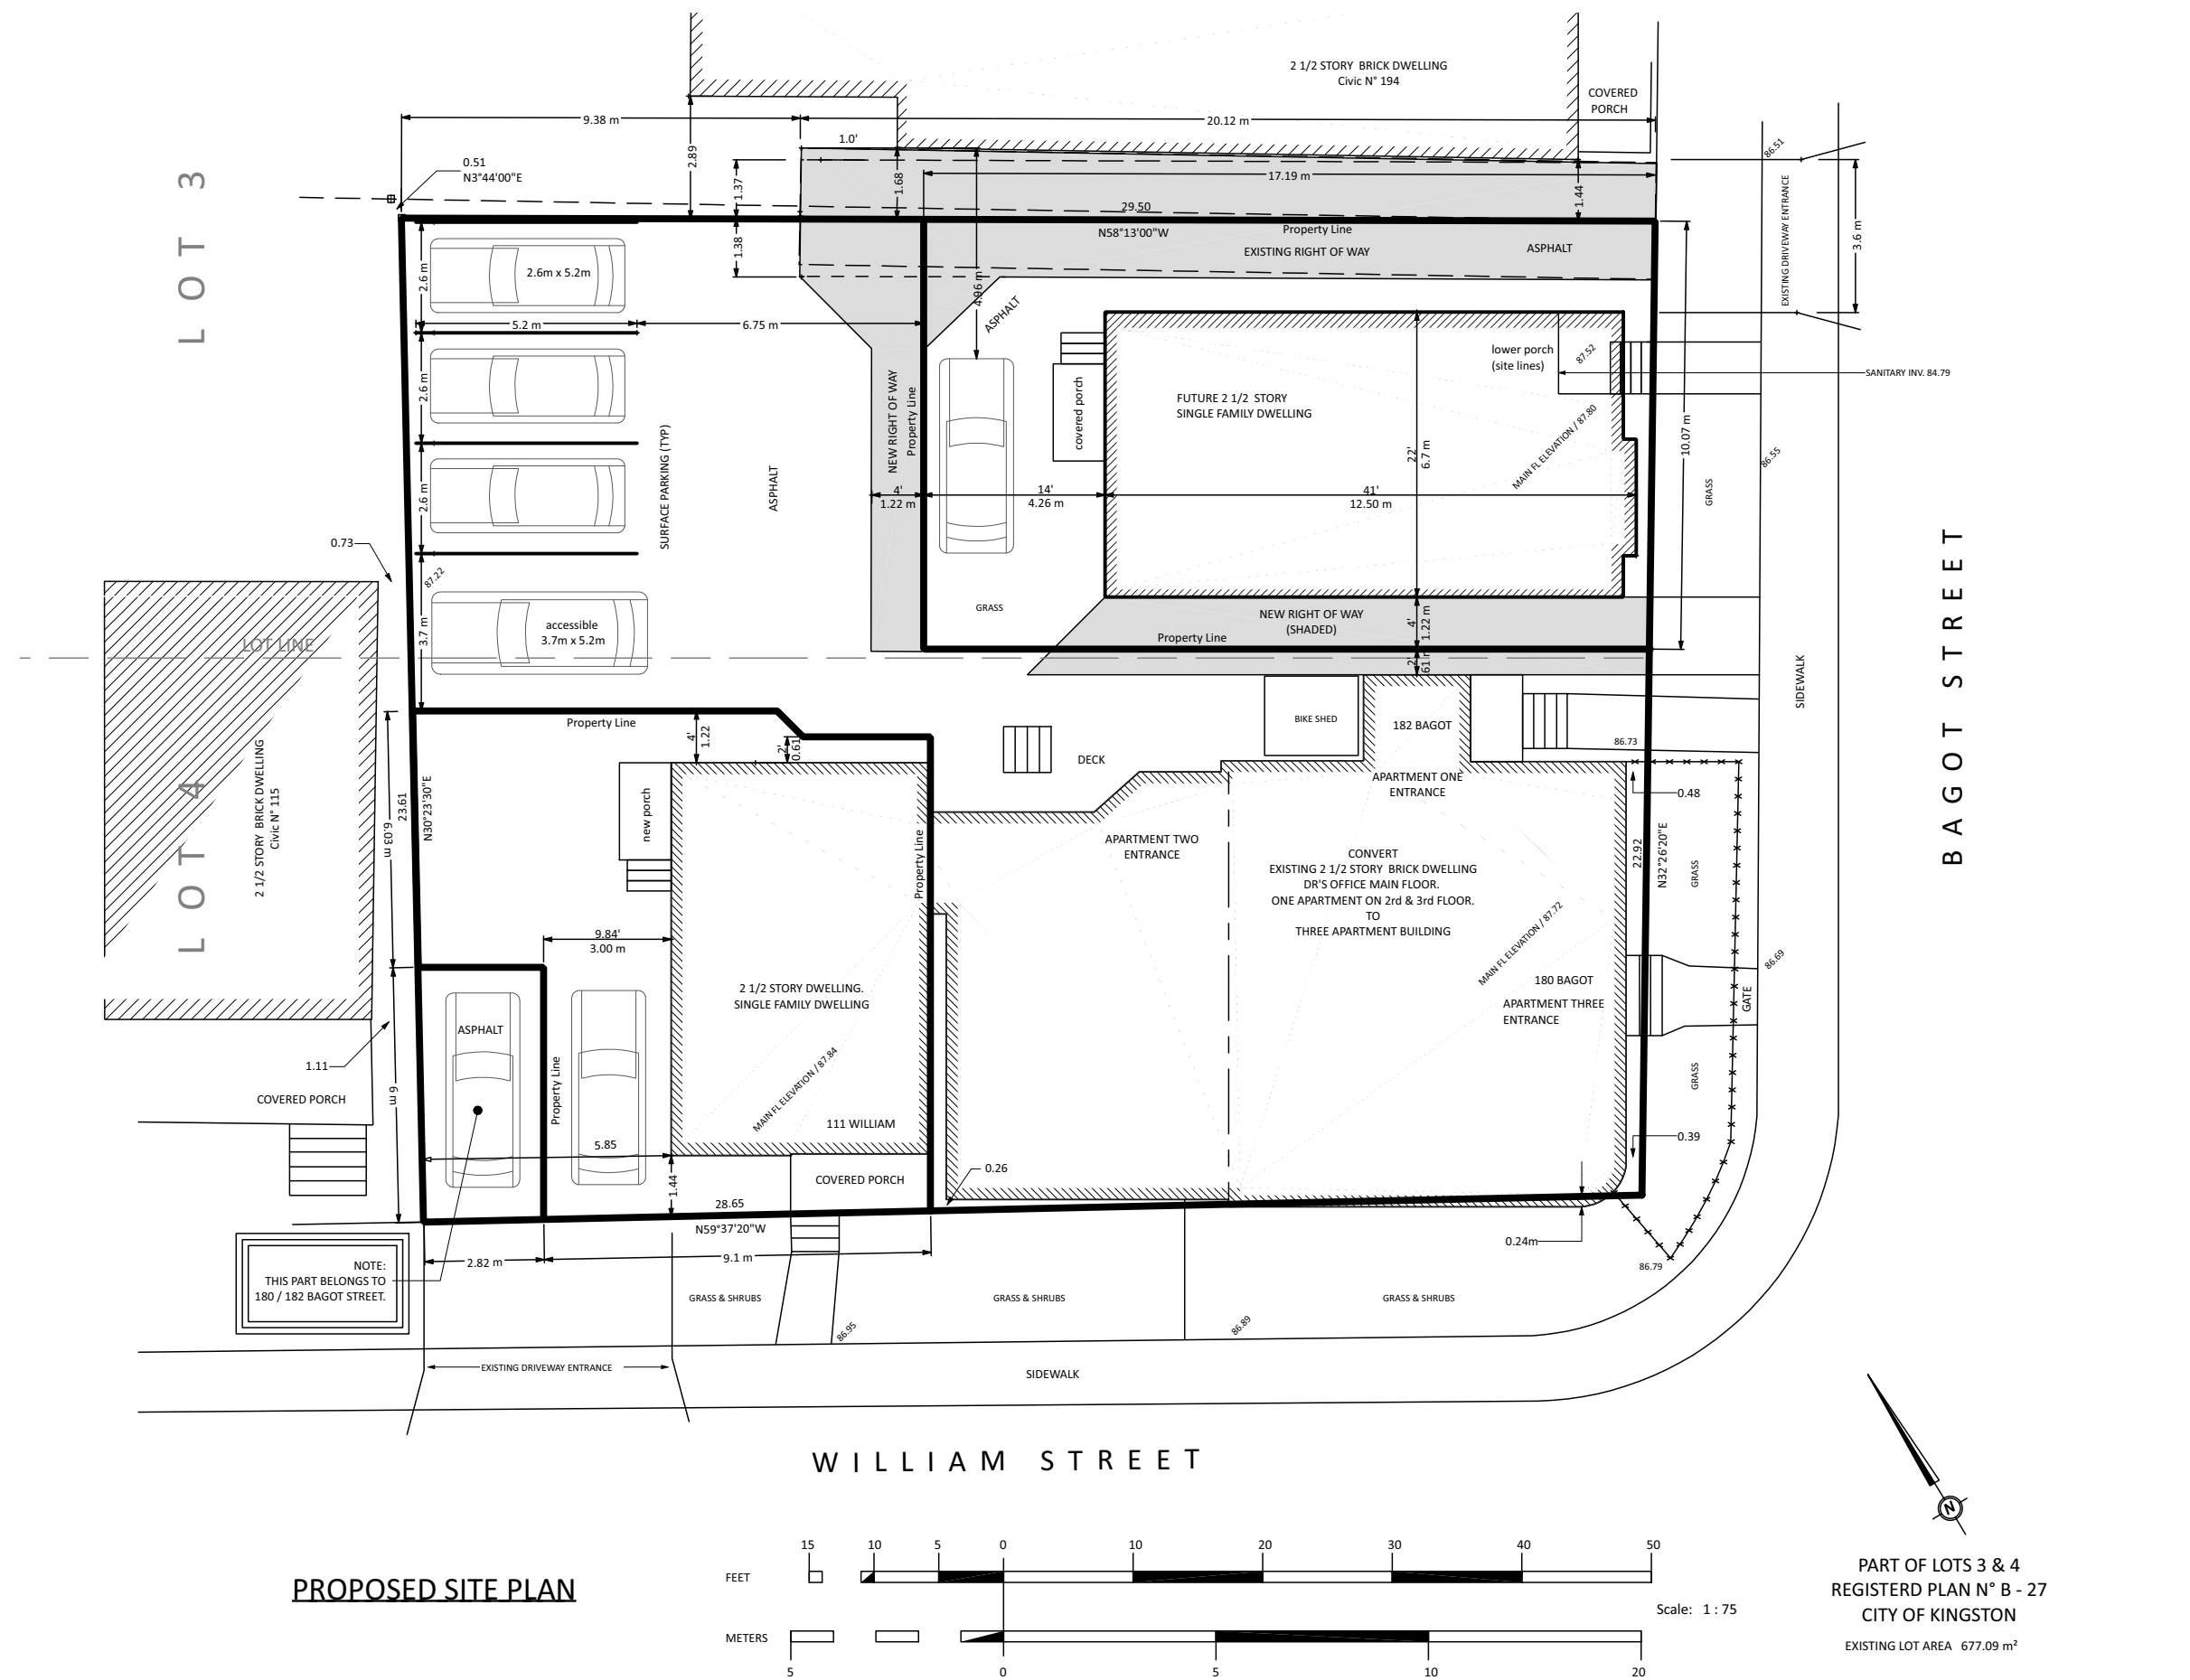 2 1/2 STORY BRICK DWELLING
Civic N° 194
COVERED
PORCH
9.38 m
20.12 m
1.0'
2.89
0.51
N3°44'00"E
1.37
1.68
17.19 m
1.44
86.51
EXISTING DRIVEWAY ENTRANCE
3.6 m
LOT 3
29.50
N58°13'00"W
Property Line
EXISTING RIGHT OF WAY
ASPHALT
1.38
2.6 m
2.6m x 5.2m
4.96 m
ASPHALT
5.2 m
6.75 m
2.6 m
NEW RIGHT OF WAY
Property Line
covered porch
FUTURE 2 1/2 STORY
SINGLE FAMILY DWELLING
lower porch
(site lines)
87.52
SANITARY INV. 84.79
22'
6.7 m
MAIN FL ELEVATION / 87.80
10.07 m
86.55
SURFACE PARKING (TYP)
ASPHALT
2.6 m
4'
1.22 m
14'
4.26 m
41'
12.50 m
GRASS
0.73
87.22
3.7 m
accessible
3.7m x 5.2m
GRASS
NEW RIGHT OF WAY
(SHADED)
4'
1.22 m
Property Line
LOT LINE
2'
SIDEWALK
BAGOT STREET
LOT 4
2 1/2 STORY BRICK DWELLING
Civic N° 115
Property Line
4'
1.22
2'
0.61
BIKE SHED
182 BAGOT
86.73
DECK
APARTMENT ONE
ENTRANCE
0.48
23.61
N30°23'30"E
6.03 m
new porch
Property Line
APARTMENT TWO
ENTRANCE
CONVERT
EXISTING 2 1/2 STORY BRICK DWELLING
DR'S OFFICE MAIN FLOOR.
ONE APARTMENT ON 2rd & 3rd FLOOR.
TO
THREE APARTMENT BUILDING
22.92
N32°26'20"E
GRASS
MAIN FL ELEVATION / 87.72
9.84'
3.00 m
86.69
2 1/2 STORY DWELLING.
SINGLE FAMILY DWELLING
180 BAGOT
APARTMENT THREE
ENTRANCE
GATE
ASPHALT
1.11
COVERED PORCH
6 m
Property Line
MAIN FL ELEVATION / 87.84
111 WILLIAM
GRASS
5.85
1.44
COVERED PORCH
0.26
0.39
28.65
N59°37'20"W
0.24m
2.82 m
9.1 m
86.79
NOTE:
THIS PART BELONGS TO
180 / 182 BAGOT STREET.
GRASS & SHRUBS
GRASS & SHRUBS
GRASS & SHRUBS
86.95
86.89
EXISTING DRIVEWAY ENTRANCE
SIDEWALK
WILLIAM STREET
N
PROPOSED SITE PLAN
15 10 5 0 10 20 30 40 50
FEET
Scale: 1 : 75
METERS
5 0 5 10 20
PART OF LOTS 3 & 4
REGISTERD PLAN N° B - 27
CITY OF KINGSTON
EXISTING LOT AREA 677.09 m²